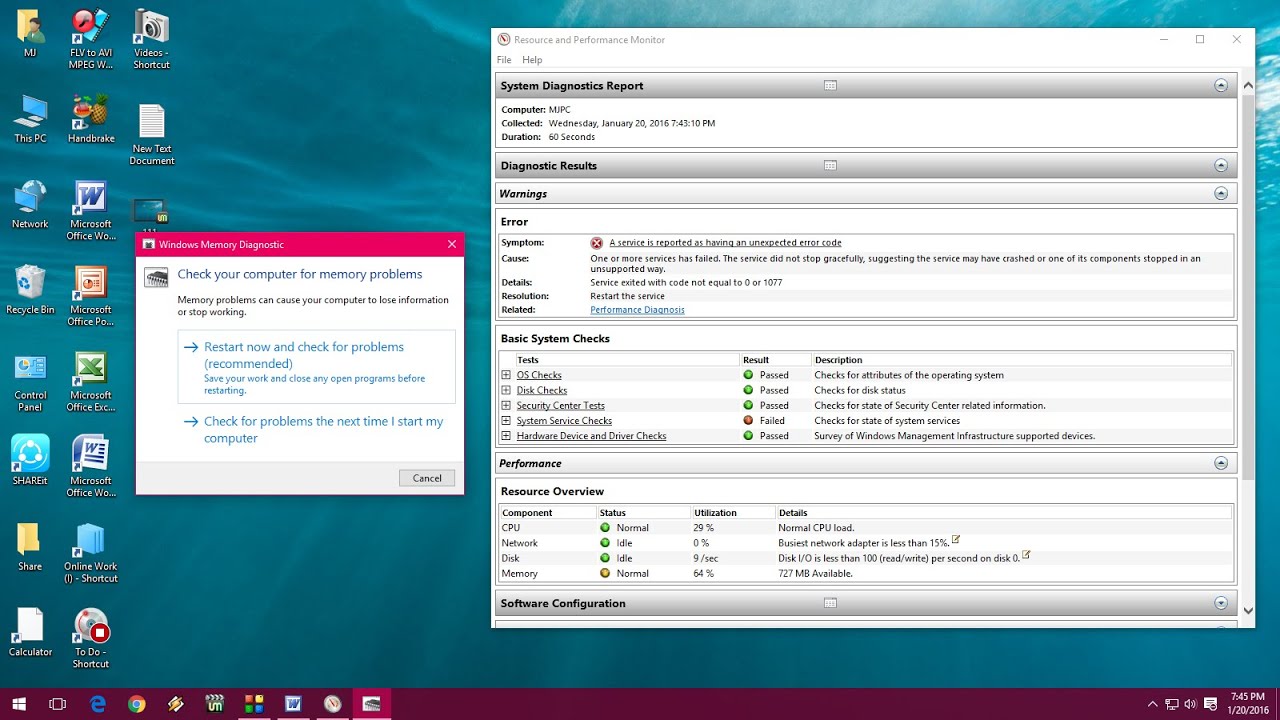 MJ
FLV to AVI
MPEG W...
Videos -
Shortcut
This PC
Handbrake
New Text
Document
Network
Microsoft
Office Wo...
Recycle Bin
Microsoft
Office Po...
Control
Panel
Microsoft
Office Exc...
SHAREit
Microsoft
Office Wo...
Share
Online Work
(I) - Shortcut
Calculator
To Do -
Shortcut
Windows Memory Diagnostic
Check your computer for memory problems
Memory problems can cause your computer to lose information
or stop working.
Restart now and check for problems
(recommended)
Save your work and close any open programs before
restarting.
Check for problems the next time I start my
computer
Cancel
Resource and Performance Monitor
File Help
System Diagnostics Report
Computer: MJPC
Collected: Wednesday, January 20, 2016 7:43:10 PM
Duration: 60 Seconds
Diagnostic Results
Warnings
Error
Symptom: A service is reported as having an unexpected error code
Cause: One or more services has failed. The service did not stop gracefully, suggesting the service may have crashed or one of its components stopped in an
unsupported way.
Details: Service exited with code not equal to 0 or 1077
Resolution: Restart the service
Related: Performance Diagnosis
Basic System Checks
Tests Result Description
OS Checks Passed Checks for attributes of the operating system
Disk Checks Passed Checks for disk status
Security Center Tests Passed Checks for state of Security Center related information.
System Service Checks Failed Checks for state of system services
Hardware Device and Driver Checks Passed Survey of Windows Management Infrastructure supported devices.
Performance
Resource Overview
Component Status Utilization Details
CPU Normal 29 % Normal CPU load.
Network Idle 0 % Busiest network adapter is less than 15%.
Disk Idle 9 /sec Disk I/O is less than 100 (read/write) per second on disk 0.
Memory Normal 64 % 727 MB Available.
Software Configuration
7:45 PM
1/20/2016